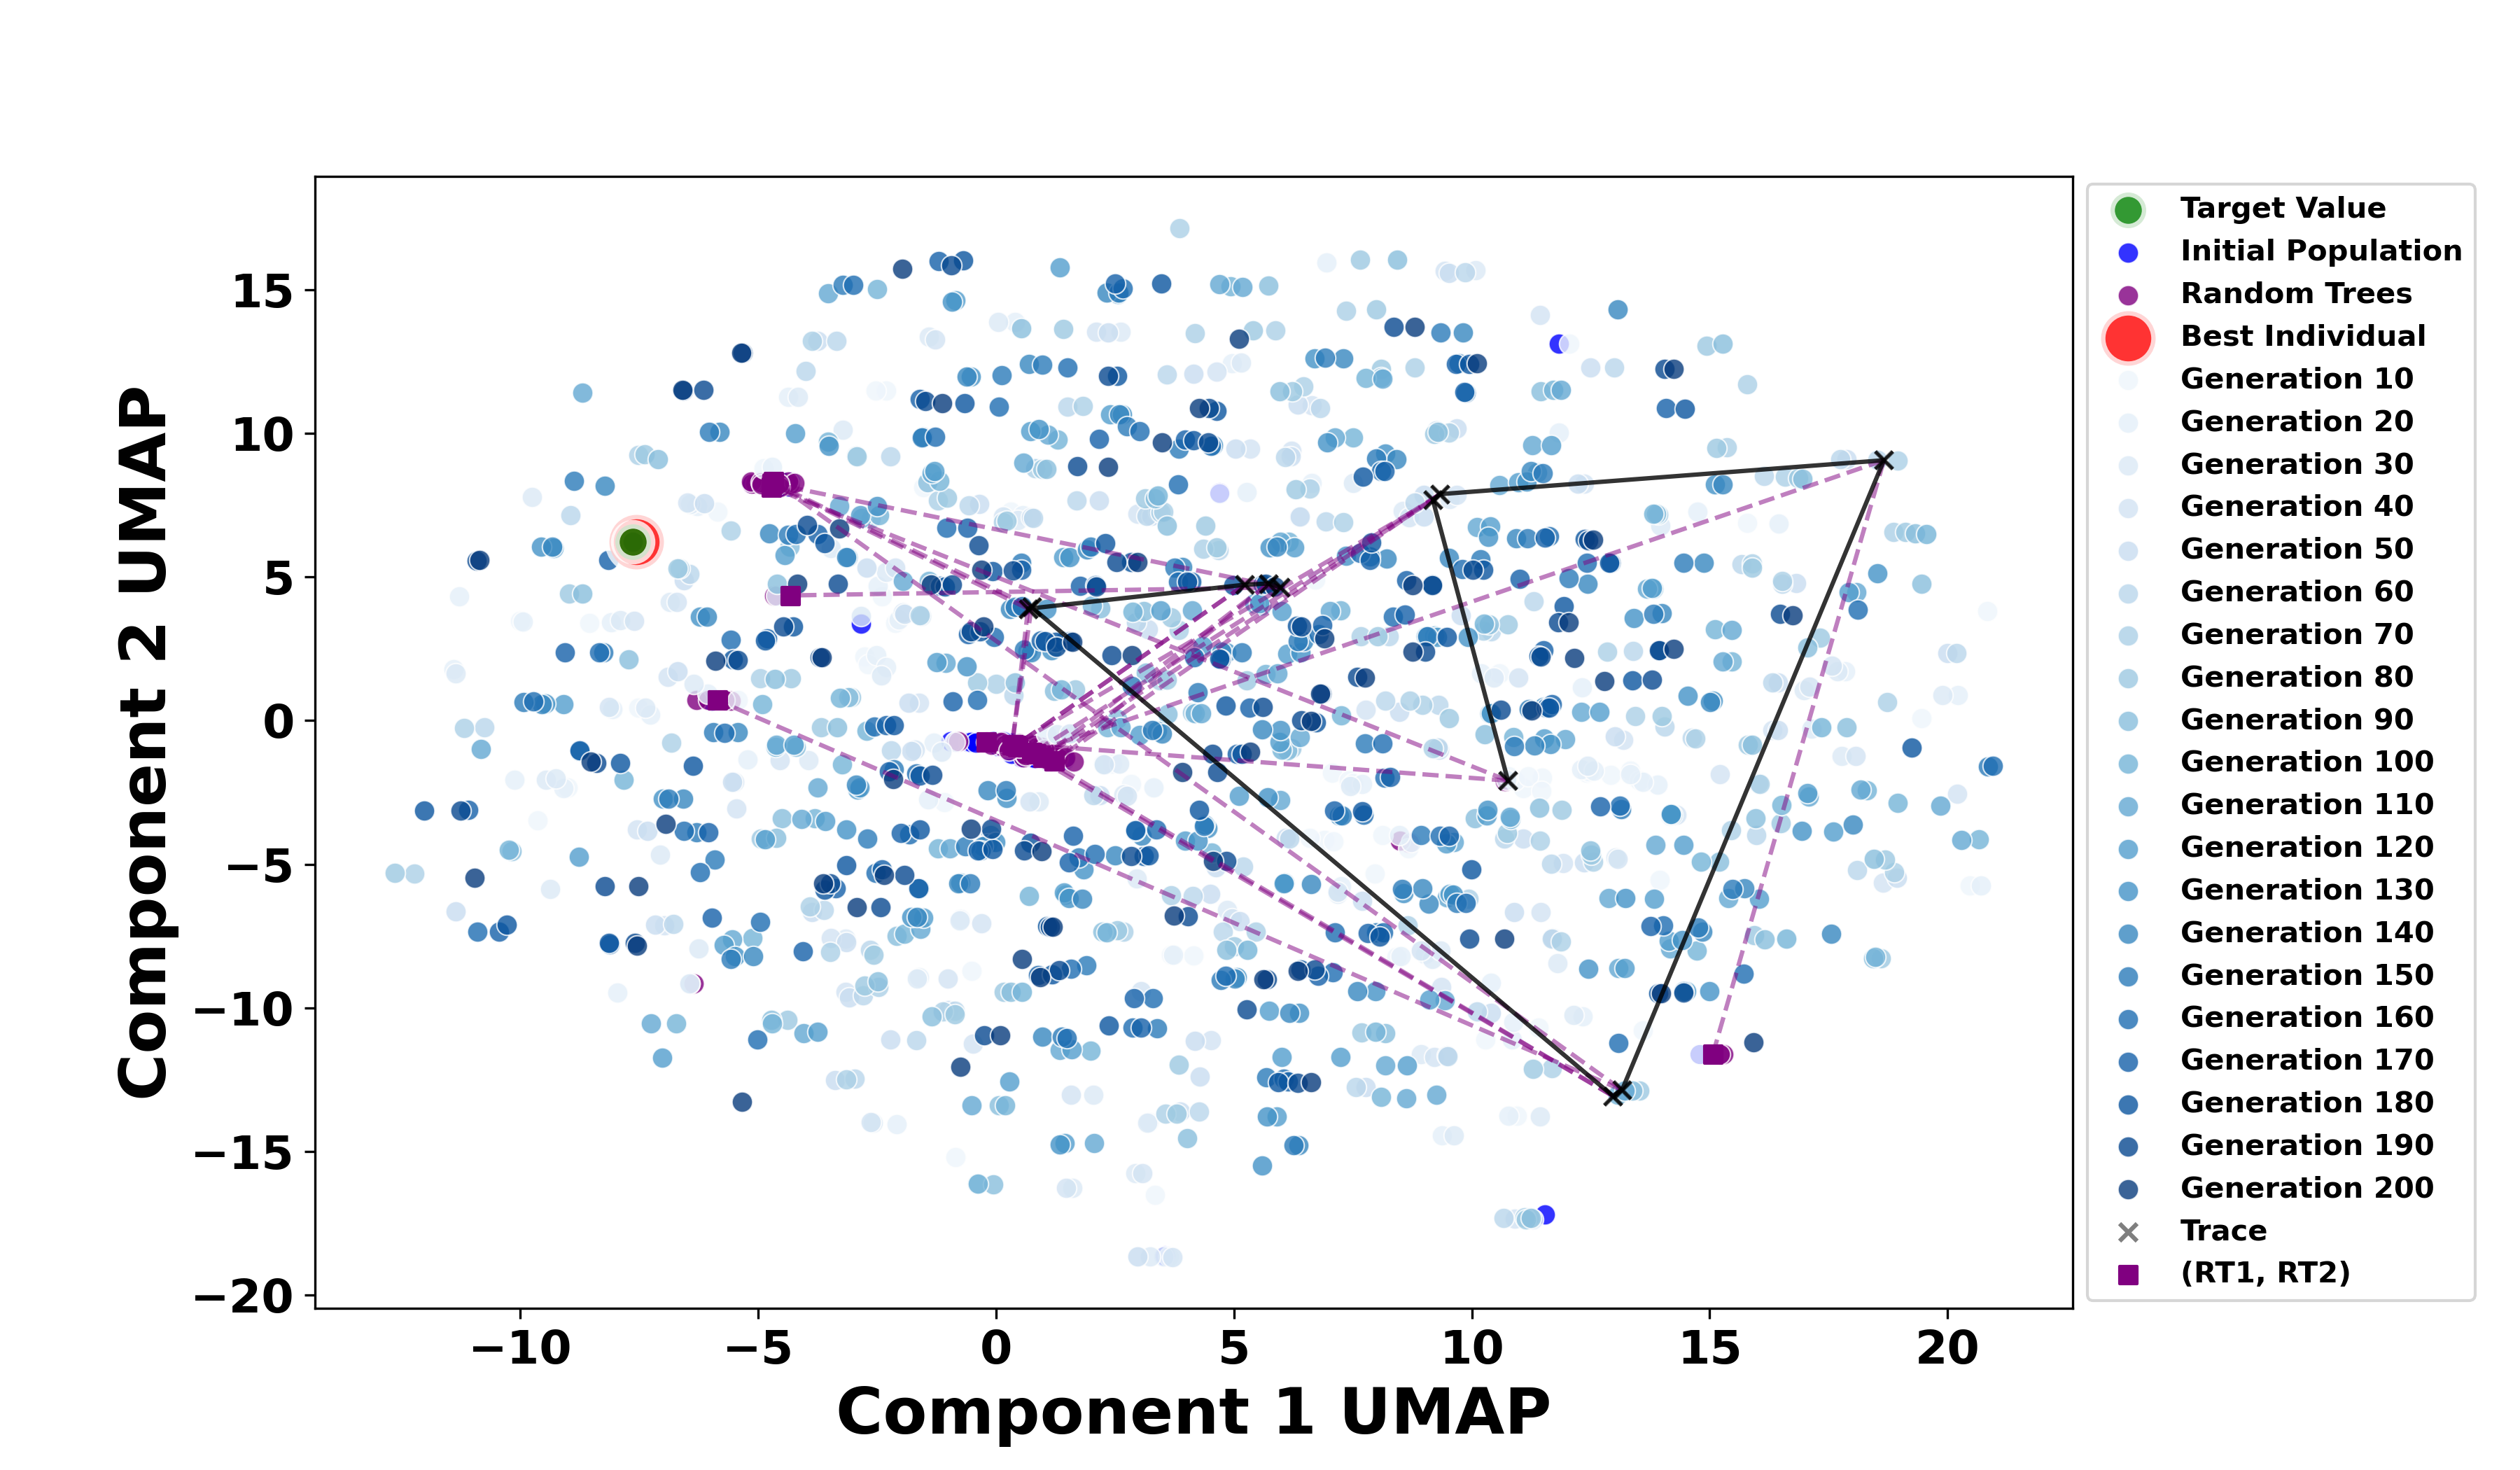 15
10
5
0
−5
−10
−15
−20
Component 2 UMAP
−10 −5 0 5 10 15 20
Component 1 UMAP
Target Value
Initial Population
Random Trees
Best Individual
Generation 10
Generation 20
Generation 30
Generation 40
Generation 50
Generation 60
Generation 70
Generation 80
Generation 90
Generation 100
Generation 110
Generation 120
Generation 130
Generation 140
Generation 150
Generation 160
Generation 170
Generation 180
Generation 190
Generation 200
Trace
(RT1, RT2)